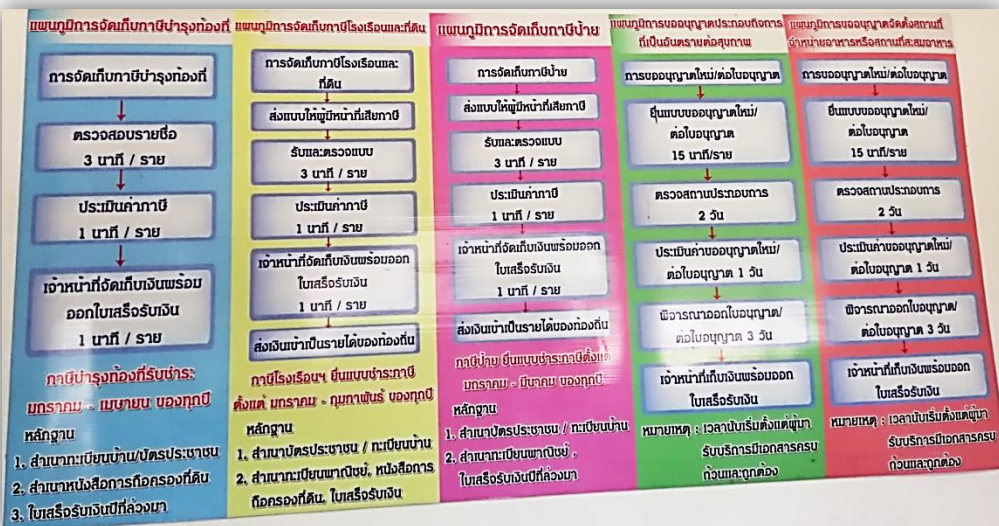 แผนภูมิการจัดเก็บภาษีบำรุงท้องที่
การจัดเก็บภาษีบำรุงท้องที่
ตรวจสอบรายชื่อ
3 นาที / ราย
ประเมินค่าภาษี
1 นาที / ราย
เจ้าหน้าที่จัดเก็บเงินพร้อม
ออกใบเสร็จรับเงิน
1 นาที / ราย
ภาษีบำรุงท้องที่รับชำระ
มกราคม - เมษายน ของทุกปี
หลักฐาน
1. สำเนาทะเบียนบ้าน/บัตรประชาชน
2. สำเนาหนังสือการถือครองที่ดิน
3. ใบเสร็จรับเงินปีที่ล่วงมา
แผนภูมิการจัดเก็บภาษีโรงเรือนและที่ดิน
การจัดเก็บภาษีโรงเรือนและ
ที่ดิน
ส่งแบบให้ผู้มีหน้าที่เสียภาษี
รับและตรวจแบบ
3 นาที / ราย
ประเมินค่าภาษี
1 นาที / ราย
เจ้าหน้าที่จัดเก็บเงินพร้อมออก
ใบเสร็จรับเงิน
1 นาที / ราย
ส่งเงินเข้าเป็นรายได้ของท้องถิ่น
ภาษีโรงเรือนฯ ยื่นแบบชำระภาษี
ตั้งแต่ มกราคม - กุมภาพันธ์ ของทุกปี
หลักฐาน
1. สำเนาบัตรประชาชน / ทะเบียนบ้าน
2. สำเนาทะเบียนพาณิชย์, หนังสือการ
ถือครองที่ดิน, ใบเสร็จรับเงิน
แผนภูมิการจัดเก็บภาษีป้าย
การจัดเก็บภาษีป้าย
ส่งแบบให้ผู้มีหน้าที่เสียภาษี
รับและตรวจแบบ
3 นาที / ราย
ประเมินค่าภาษี
1 นาที / ราย
เจ้าหน้าที่จัดเก็บเงินพร้อมออก
ใบเสร็จรับเงิน
1 นาที / ราย
ส่งเงินเข้าเป็นรายได้ของท้องถิ่น
ภาษีป้าย ยื่นแบบชำระภาษีตั้งแต่
มกราคม - มีนาคม ของทุกปี
หลักฐาน
1. สำเนาบัตรประชาชน / ทะเบียนบ้าน
2. สำเนาทะเบียนพาณิชย์ ,
ใบเสร็จรับเงินปีที่ล่วงมา
แผนภูมิการขออนุญาตประกอบกิจการ
ที่เป็นอันตรายต่อสุขภาพ
การขออนุญาตใหม่/ต่อใบอนุญาต
ยื่นแบบขออนุญาตใหม่/
ต่อใบอนุญาต
15 นาที/ราย
ตรวจสถานประกอบการ
2 วัน
ประเมินค่าขออนุญาตใหม่/
ต่อใบอนุญาต 1 วัน
พิจารณาออกใบอนุญาต/
ต่อใบอนุญาต 3 วัน
เจ้าหน้าที่เก็บเงินพร้อมออก
ใบเสร็จรับเงิน
หมายเหตุ : เวลานับเริ่มตั้งแต่ผู้มา
รับบริการมีเอกสารครบ
ถ้วนและถูกต้อง
แผนภูมิการขออนุญาตจัดตั้งสถานที่
จำหน่ายอาหารหรือสถานที่สะสมอาหาร
การขออนุญาตใหม่/ต่อใบอนุญาต
ยื่นแบบขออนุญาตใหม่/
ต่อใบอนุญาต
15 นาที/ราย
ตรวจสถานประกอบการ
2 วัน
ประเมินค่าขออนุญาตใหม่/
ต่อใบอนุญาต 1 วัน
พิจารณาออกใบอนุญาต/
ต่อใบอนุญาต 3 วัน
เจ้าหน้าที่เก็บเงินพร้อมออก
ใบเสร็จรับเงิน
หมายเหตุ : เวลานับเริ่มตั้งแต่ผู้มา
รับบริการมีเอกสารครบ
ถ้วนและถูกต้อง